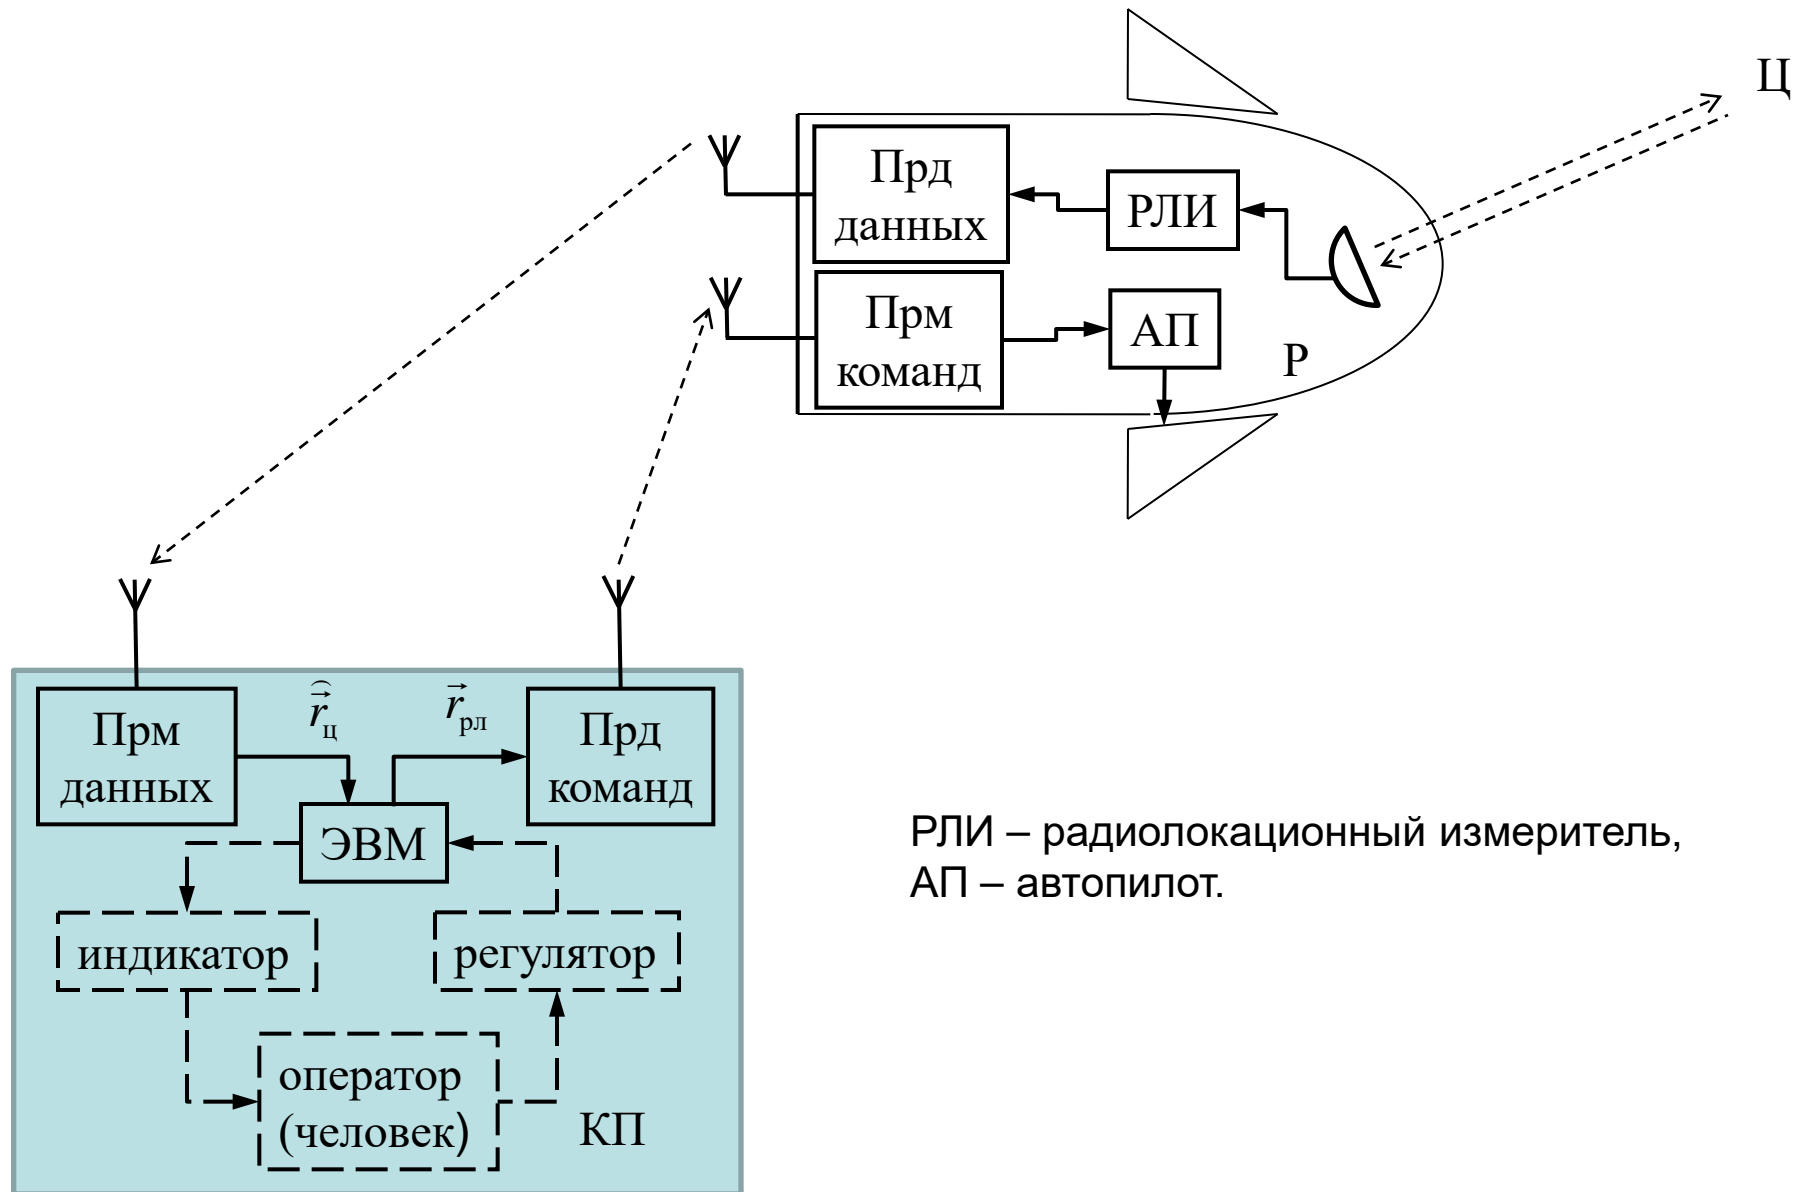 Ц
Прд
данных
РЛИ
Прм
команд
АП
Р
Прм
данных
r⃗̑ц
r⃗рл
Прд
команд
ЭВМ
РЛИ – радиолокационный измеритель,
АП – автопилот.
индикатор
регулятор
оператор
(человек)
КП